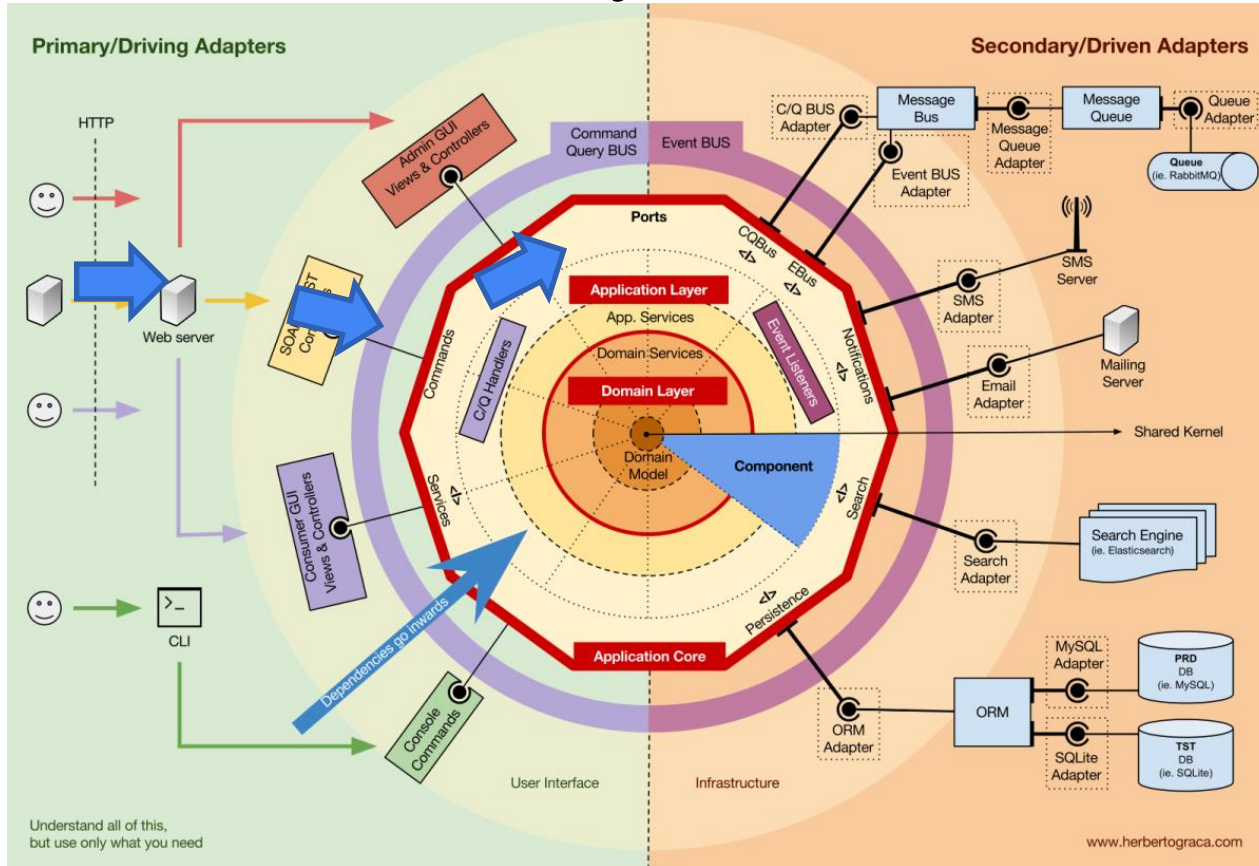 Primary/Driving Adapters
Secondary/Driven Adapters
HTTP
Web server
CLI
Admin GUI
Views & Controllers
SOA
ST
Con
s
Consumer GUI
Views & Controllers
Console
Commands
Dependencies go inwards
Command
Query BUS
Event BUS
Ports
Commands
Services
C/Q Handlers
Application Layer
App. Services
Domain Services
Domain Layer
Domain
Model
Event Listeners
Component
Application Core
CQBus
</>
EBus
</>
Notifications
</>
Search
</>
Persistence
</>
</>
User Interface
Infrastructure
C/Q BUS
Adapter
Message
Bus
Message
Queue
Adapter
Message
Queue
Queue
Adapter
Queue
(ie. RabbitMQ)
Event BUS
Adapter
SMS
Server
SMS
Adapter
Mailing
Server
Email
Adapter
Shared Kernel
Search Engine
(ie. Elasticsearch)
Search
Adapter
MySQL
Adapter
PRD
DB
(ie. MySQL)
ORM
ORM
Adapter
SQLite
Adapter
TST
DB
(ie. SQLite)
Understand all of this,
but use only what you need
www.herbertograca.com